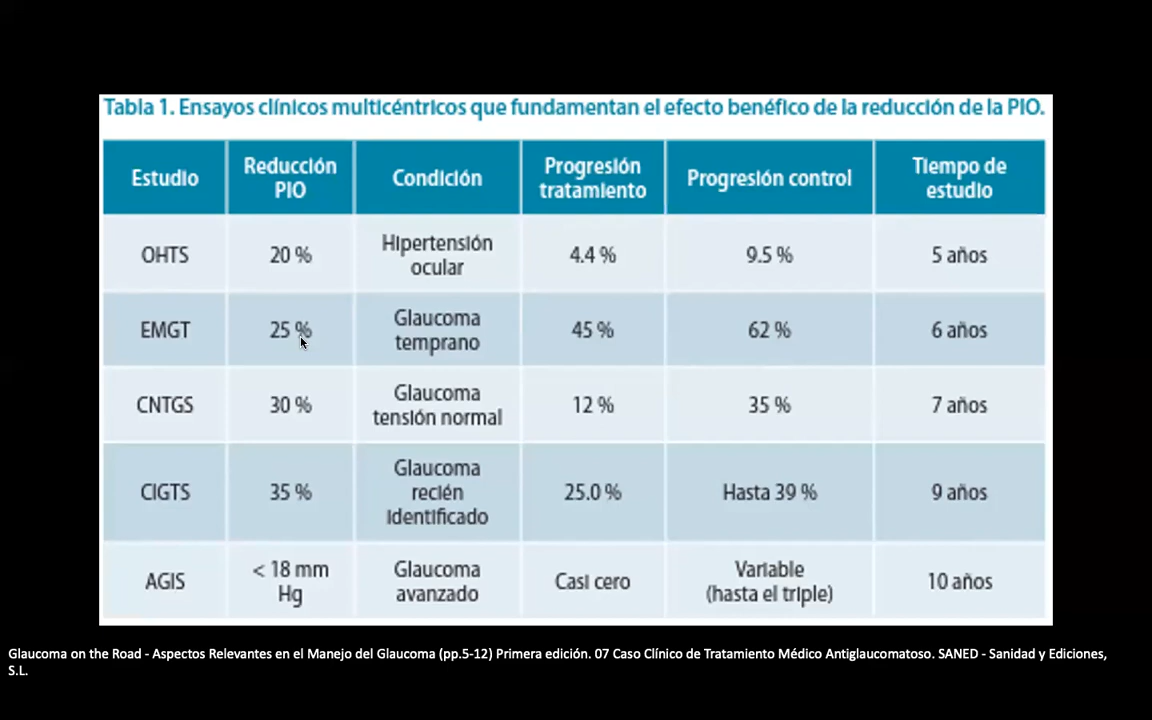 Tabla 1. Ensayos clínicos multicéntricos que fundamentan el efecto benéfico de la reducción de la PIO.
Estudio
Reducción
PIO
Condición
Progresión
tratamiento
Progresión control
Tiempo de
estudio
OHTS
20 %
Hipertensión
ocular
4.4 %
9.5 %
5 años
EMGT
25 %
Glaucoma
temprano
45 %
62 %
6 años
CNTGS
30 %
Glaucoma
tensión normal
12 %
35 %
7 años
CIGTS
35 %
Glaucoma
recién
identificado
25.0 %
Hasta 39 %
9 años
AGIS
< 18 mm
Hg
Glaucoma
avanzado
Casi cero
Variable
(hasta el triple)
10 años
Glaucoma on the Road - Aspectos Relevantes en el Manejo del Glaucoma (pp.5-12) Primera edición. 07 Caso Clínico de Tratamiento Médico Antiglaucomatoso. SANED - Sanidad y Ediciones,
S.L.